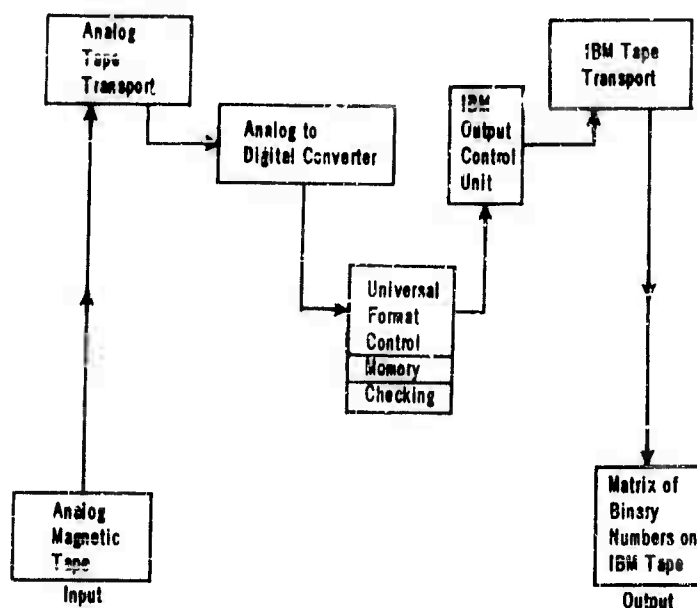 Analog
Tape
Transport
Analog to
Digital Converter
Universal
Format
Control
Memory
Checking
IBM
Output
Control
Unit
IBM Tape
Transport
Analog
Magnetic
Tape
Input
Matrix of
Binary
Numbers on
IBM Tape
Output